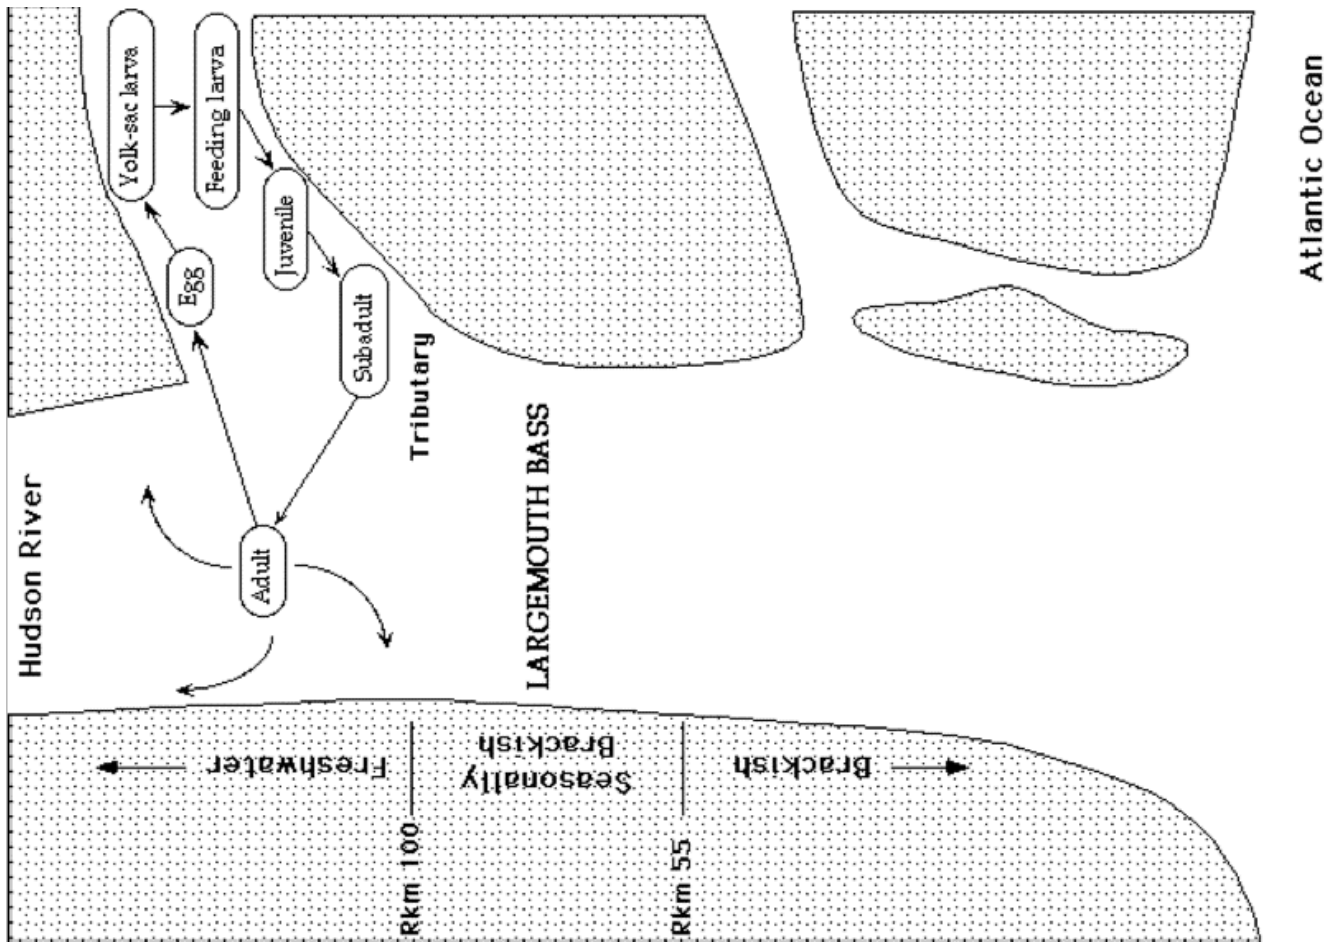 Hudson River
Yolk-sac larva
Feeding larva
Egg
Juvenile
Subadult
Adult
Tributary
LARGEMOUTH BASS
Atlantic Ocean
Freshwater
Rkm 100
Seasonally
Brackish
Rkm 55
Brackish